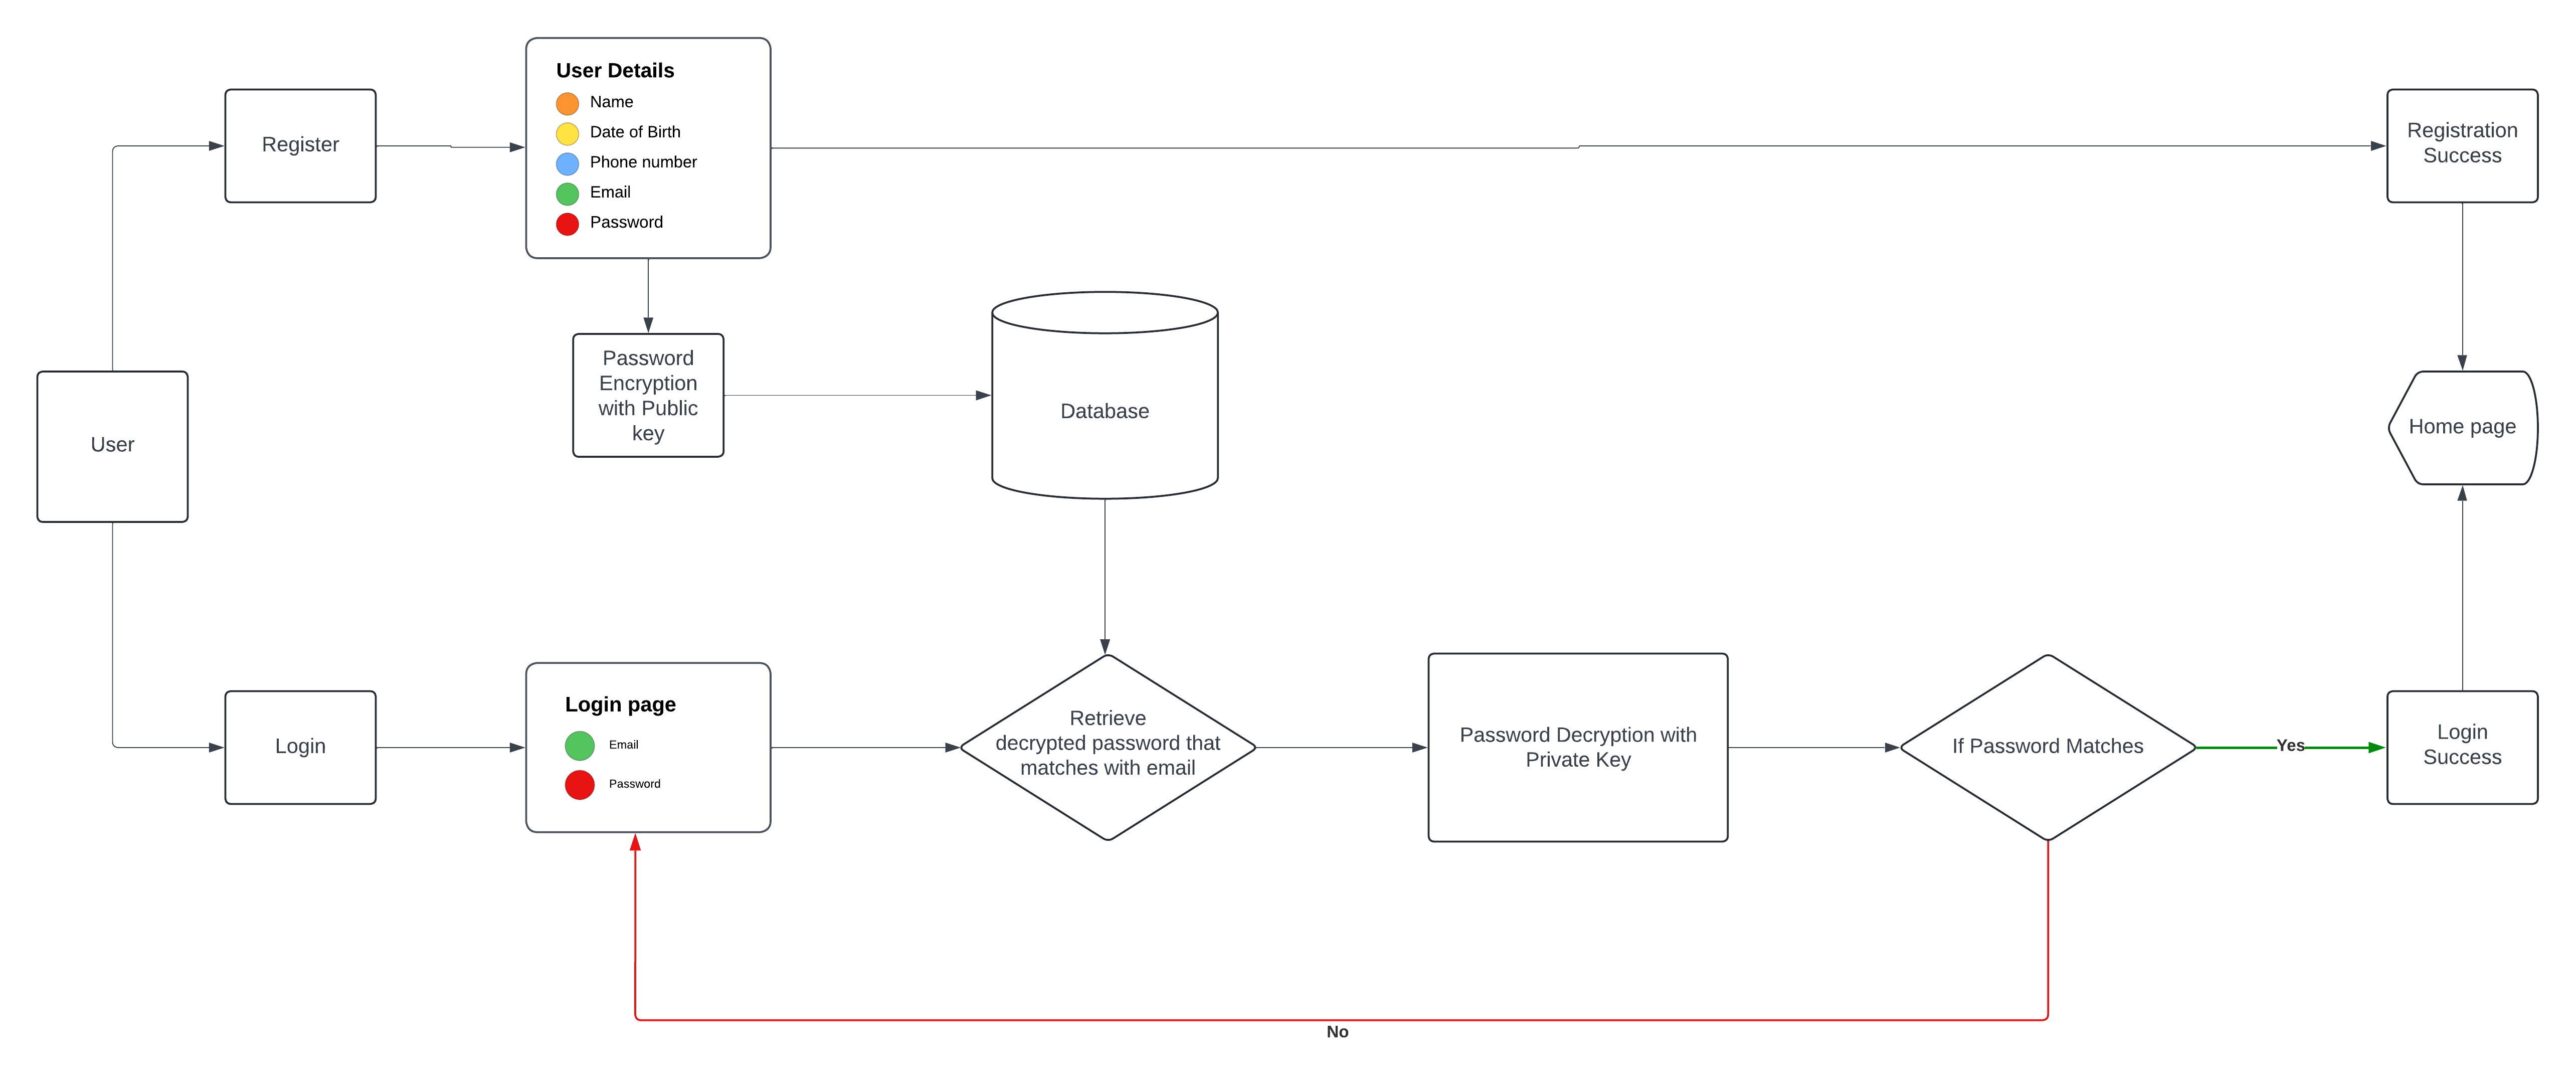 User Details
Name
Date of Birth
Phone number
Email
Password
Register
Registration
Success
Password
Encryption
with Public
key
Database
User
Home page
Login
Login page
Email
Password
Retrieve
decrypted password that
matches with email
Password Decryption with
Private Key
If Password Matches
Yes
Login
Success
No